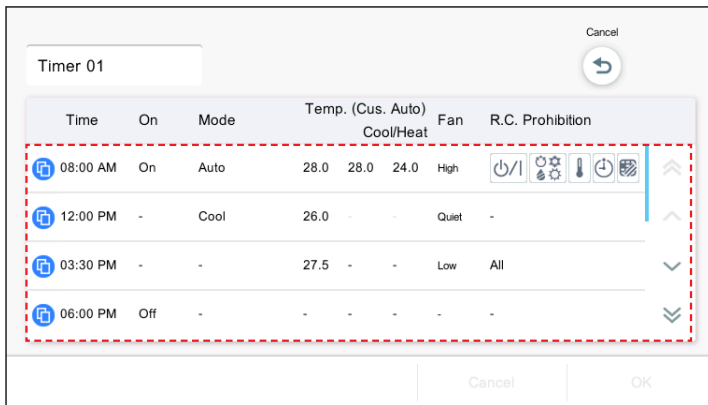 Cancel
Timer 01
Time On Mode Temp. (Cus. Auto) Cool/Heat Fan R.C. Prohibition
08:00 AM On Auto 28.0 28.0 24.0 High
12:00 PM - Cool 26.0 - - Quiet -
03:30 PM - - 27.5 - - Low All
06:00 PM Off - - - - - -
Cancel OK